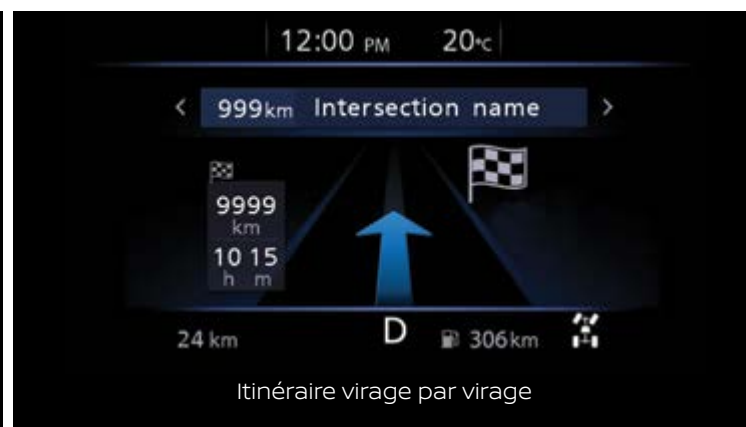 12:00 PM 20°C
< 999km Intersection name >
9999
km
10 15
h m
24 km D 306km
Itinéraire virage par virage